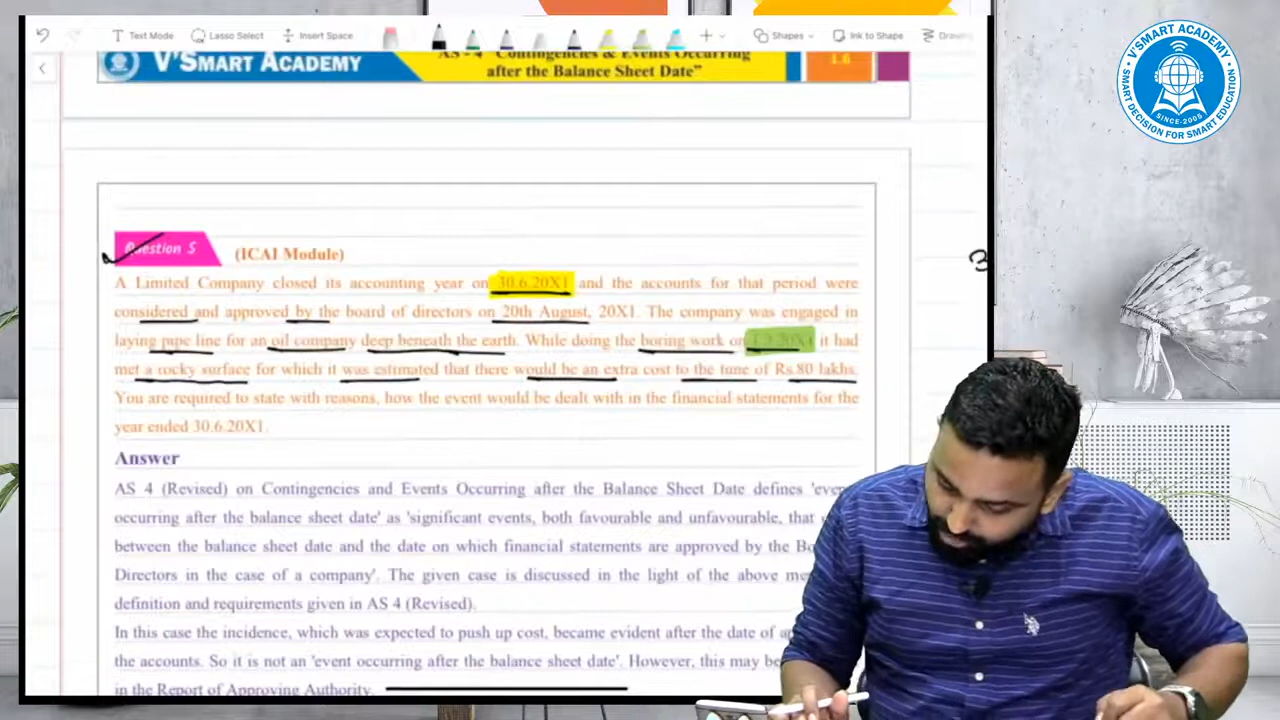 Text Mode
Lasso Select
Insert Space
Shapes
Ink to Shape
V'SMART ACADEMY
AS - 4 "Contingencies & Events Occurring
after the Balance Sheet Date"
1.6
Question 5
(ICAI Module)
A Limited Company closed its accounting year on 30.6.20X1 and the accounts for that period were
considered and approved by the board of directors on 20th August, 20X1. The company was engaged in
laying pipe line for an oil company deep beneath the earth. While doing the boring work on it had
met a rocky surface for which it was estimated that there would be an extra cost to the tune of Rs.80 lakhs.
You are required to state with reasons, how the event would be dealt with in the financial statements for the
year ended 30.6.20X1.
Answer
AS 4 (Revised) on Contingencies and Events Occurring after the Balance Sheet Date defines
occurring after the balance sheet date' as 'significant events, both favourable and unfavourable, that
between the balance sheet date and the date on which financial statements are approved by the
Directors in the case of a company'. The given case is discussed in the light of the above
definition and requirements given in AS 4 (Revised).
In this case the incidence, which was expected to push up cost, became evident after the date of
the accounts. So it is not an 'event occurring after the balance sheet date'. However, this may be
in the Report of Approving Authority.
V'SMART ACADEMY
SINCE-2005
SMART DECISION FOR SMART EDUCATION